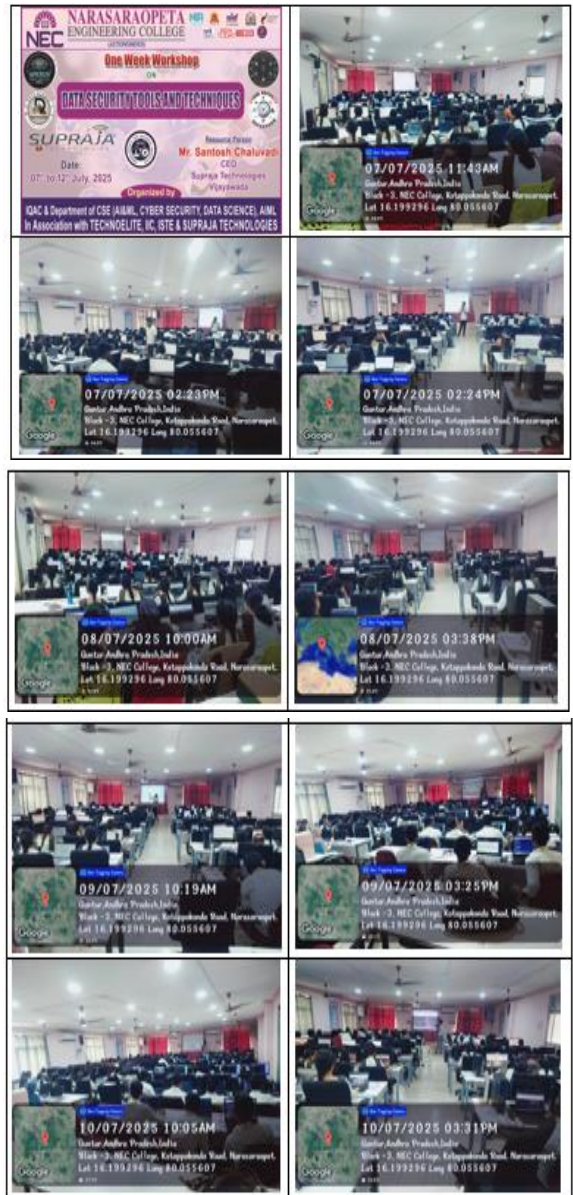 NEC
NARASARAOPETA
ENGINEERING COLLEGE
(AUTONOMOUS)
One Week Workshop
ON
DATA SECURITY TOOLS AND TECHNIQUES
SUPRAJA
Date:
07th to 12th July, 2025
Resource Person
Mr. Santosh Chaluvadi
CEO
Supraja Technologies
Vijayawada
Organized by
IQAC & Department of CSE (AI&ML, CYBER SECURITY, DATA SCIENCE), AIML
In Association with TECHNOELITE, IIC, ISTE & SUPRAJA TECHNOLOGIES
07/07/2025 11:43AM
Guntur,Andhra Pradesh,India
Block -3, NEC College, Kotappakonda Road, Narasaraopet,
Lat 16.199296 Long 80.055607
Google
07/07/2025 02:23PM
Guntur,Andhra Pradesh,India
Block -3, NEC College, Kotappakonda Road, Narasaraopet,
Lat 16.199296 Long 80.055607
Google
07/07/2025 02:24PM
Guntur,Andhra Pradesh,India
Block -3, NEC College, Kotappakonda Road, Narasaraopet,
Lat 16.199296 Long 80.055607
Google
08/07/2025 10:00AM
Guntur,Andhra Pradesh,India
Block -3, NEC College, Kotappakonda Road, Narasaraopet,
Lat 16.199296 Long 80.055607
Google
08/07/2025 03:38PM
Guntur,Andhra Pradesh,India
Block -3, NEC College, Kotappakonda Road, Narasaraopet,
Lat 16.199296 Long 80.055607
Google
09/07/2025 10:19AM
Guntur,Andhra Pradesh,India
Block -3, NEC College, Kotappakonda Road, Narasaraopet,
Lat 16.199296 Long 80.055607
Google
09/07/2025 03:25PM
Guntur,Andhra Pradesh,India
Block -3, NEC College, Kotappakonda Road, Narasaraopet,
Lat 16.199296 Long 80.055607
Google
10/07/2025 10:05AM
Guntur,Andhra Pradesh,India
Block -3, NEC College, Kotappakonda Road, Narasaraopet,
Lat 16.199296 Long 80.055607
Google
10/07/2025 03:31PM
Guntur,Andhra Pradesh,India
Block -3, NEC College, Kotappakonda Road, Narasaraopet,
Lat 16.199296 Long 80.055607
Google